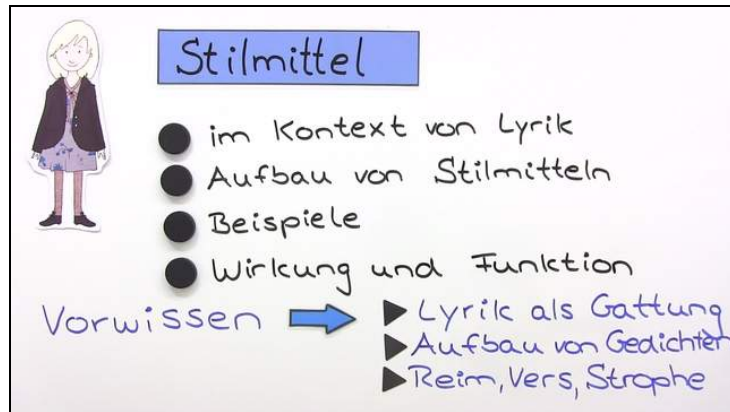 Stilmittel
im Kontext von Lyrik
Aufbau von Stilmitteln
Beispiele
Wirkung und Funktion
Vorwissen
Lyrik als Gattung
Aufbau von Gedichten
Reim, Vers, Strophe